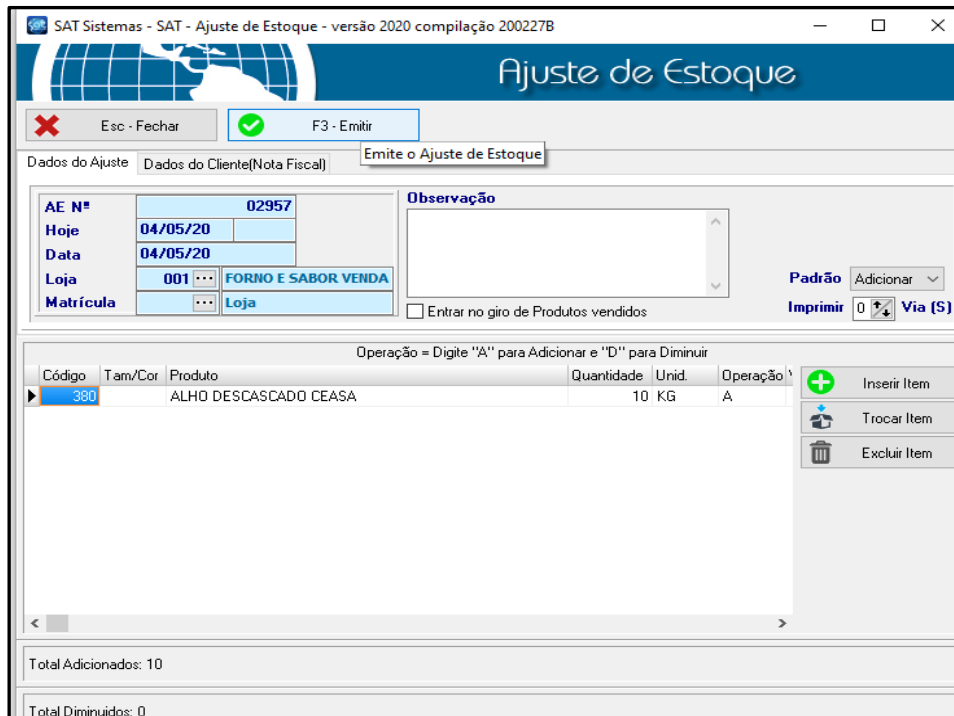 SAT Sistemas - SAT - Ajuste de Estoque - versão 2020 compilação 200227B
Ajuste de Estoque
Esc - Fechar
F3 - Emitir
Emite o Ajuste de Estoque
Dados do Ajuste
Dados do Cliente(Nota Fiscal)
AE Nº 02957
Hoje 04/05/20
Data 04/05/20
Loja 001 ... FORNO E SABOR VENDA
Matrícula ... Loja
Observação
Entrar no giro de Produtos vendidos
Padrão Adicionar
Imprimir 0 Via (S)
Operação = Digite "A" para Adicionar e "D" para Diminuir
Código Tam/Cor Produto Quantidade Unid. Operação
380 ALHO DESCASCADO CEASA 10 KG A
Inserir Item
Trocar Item
Excluir Item
Total Adicionados: 10
Total Diminuidos: 0